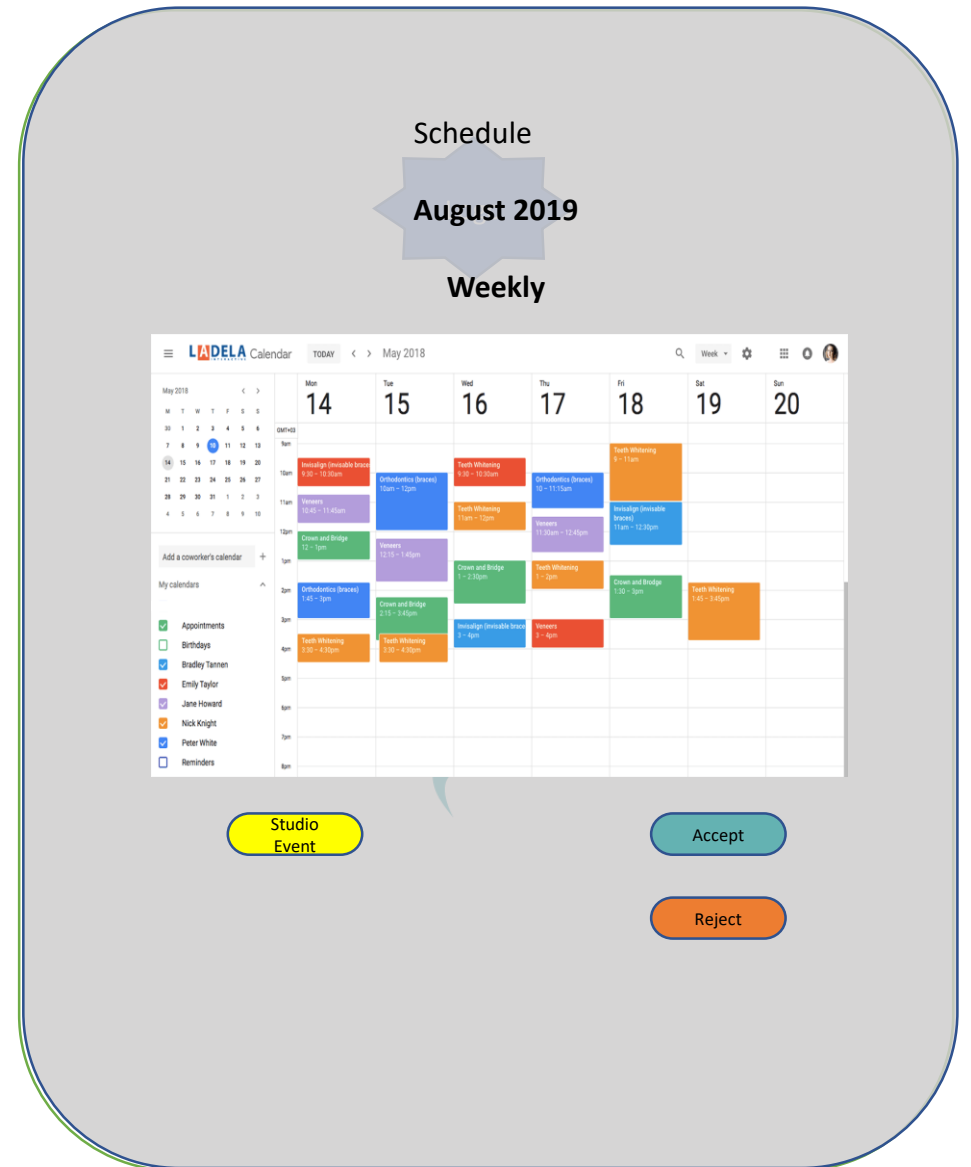 Schedule
August 2019
Weekly
LADELA Calendar TODAY < > May 2018 Week
May 2018 < >
M T W T F S S
30 1 2 3 4 5 6
7 8 9 10 11 12 13
14 15 16 17 18 19 20
21 22 23 24 25 26 27
28 29 30 31 1 2 3
4 5 6 7 8 9 10
Add a coworker's calendar +
My calendars
Appointments
Birthdays
Bradley Tannen
Emily Taylor
Jane Howard
Nick Knight
Peter White
Reminders
Mon Tue Wed Thu Fri Sat Sun
14 15 16 17 18 19 20
GMT+03
9am
10am
11am
12pm
1pm
2pm
3pm
4pm
5pm
6pm
7pm
8pm
Invisalign (invisable brace
9:30 – 10:30am
Veneers
10:45 – 11:45am
Crown and Bridge
12 – 1pm
Orthodontics (braces)
1:45 – 3pm
Teeth Whitening
3:30 – 4:30pm
Orthodontics (braces)
10am – 12pm
Veneers
12:15 – 1:45pm
Crown and Bridge
2:15 – 3:45pm
Teeth Whitening
3:30 – 4:30pm
Teeth Whitening
9:30 – 10:30am
Teeth Whitening
11am – 12pm
Crown and Bridge
1 – 2:30pm
Invisalign (invisable brace
3 – 4pm
Orthodontics (braces)
10 – 11:15am
Veneers
11:30am – 12:45pm
Teeth Whitening
1 – 2pm
Veneers
3 – 4pm
Teeth Whitening
9 – 11am
Invisalign (invisable
braces)
11am – 12:30pm
Crown and Brodge
1:30 – 3pm
Teeth Whitening
1:45 – 3:45pm
Studio
Event
Accept
Reject